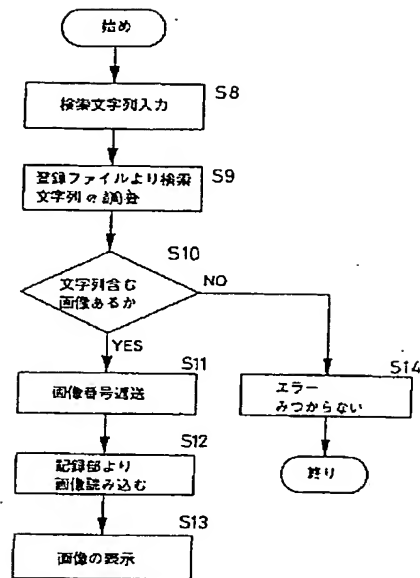 始め
S8
検索文字列入力
S9
登録ファイルより検索
文字列の調査
S10
文字列含む
画像あるか
NO
YES
S11
画像番号返送
S14
エラー
みつからない
S12
記録部より
画像読み込む
終り
S13
画像の表示